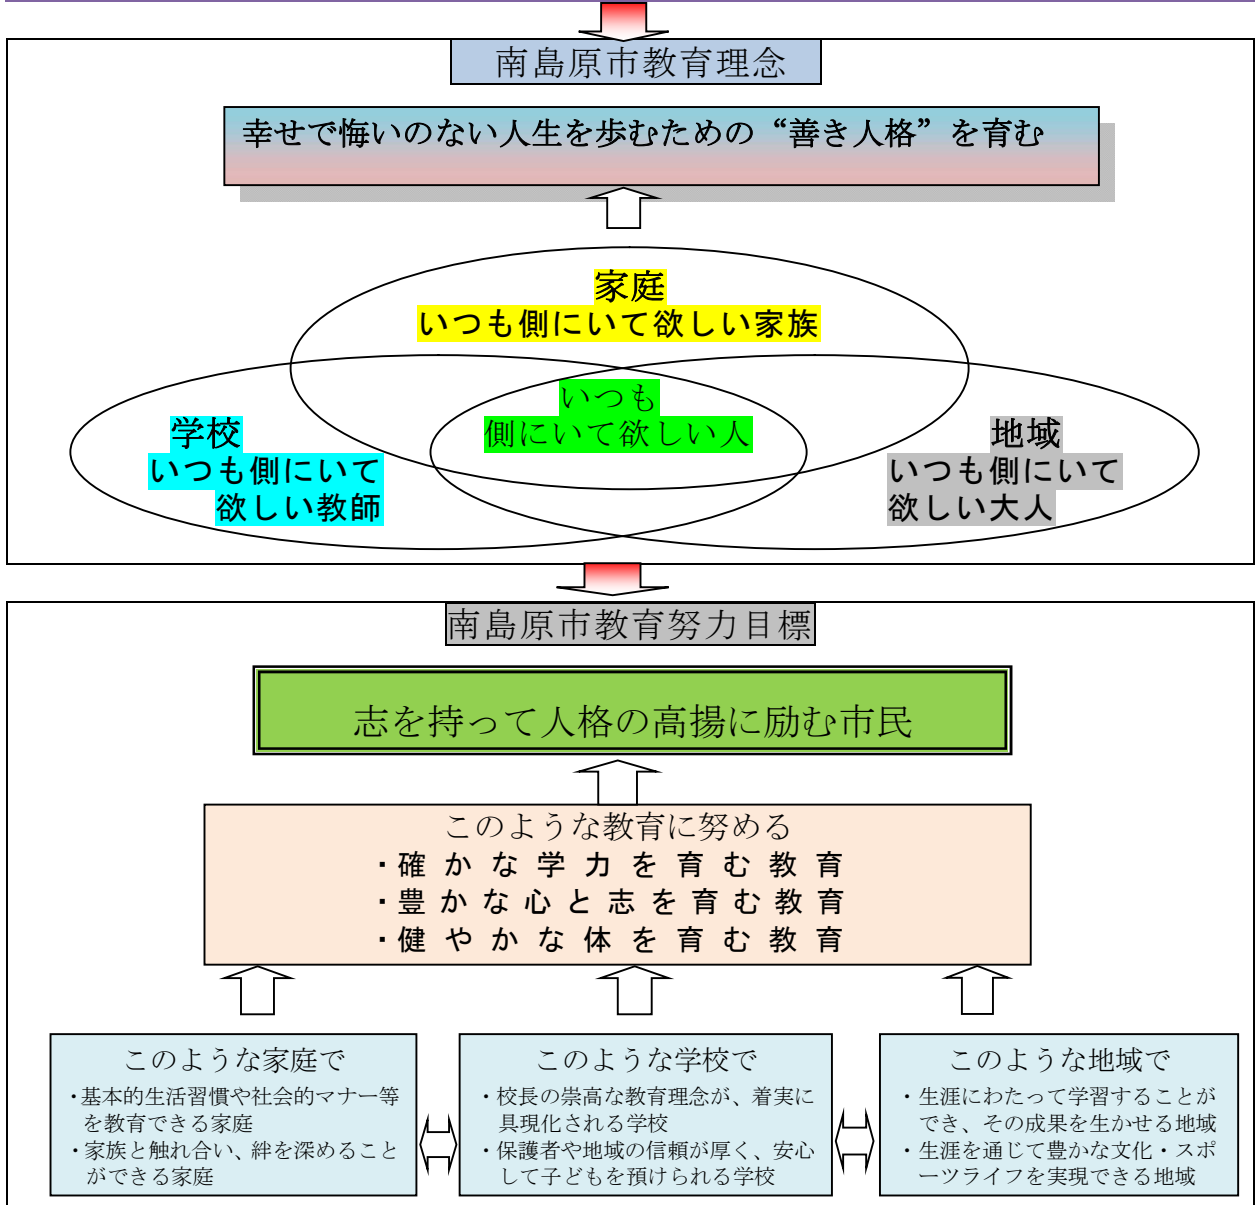 南島原市教育理念
幸せで悔いのない人生を歩むための“善き人格”を育む
家庭
いつも側にいて欲しい家族
いつも
側にいて欲しい人
学校
いつも側にいて
欲しい教師
地域
いつも側にいて
欲しい大人
南島原市教育努力目標
志を持って人格の高揚に励む市民
このような教育に努める
・確かな学力を育む教育
・豊かな心と志を育む教育
・健やかな体を育む教育
このような家庭で
・基本的生活習慣や社会的マナー等
を教育できる家庭
・家族と触れ合い、絆を深めること
ができる家庭
このような学校で
・校長の崇高な教育理念が、着実に
具現化される学校
・保護者や地域の信頼が厚く、安心
して子どもを預けられる学校
このような地域で
・生涯にわたって学習することが
でき、その成果を生かせる地域
・生涯を通じて豊かな文化・スポ
ーツライフを実現できる地域